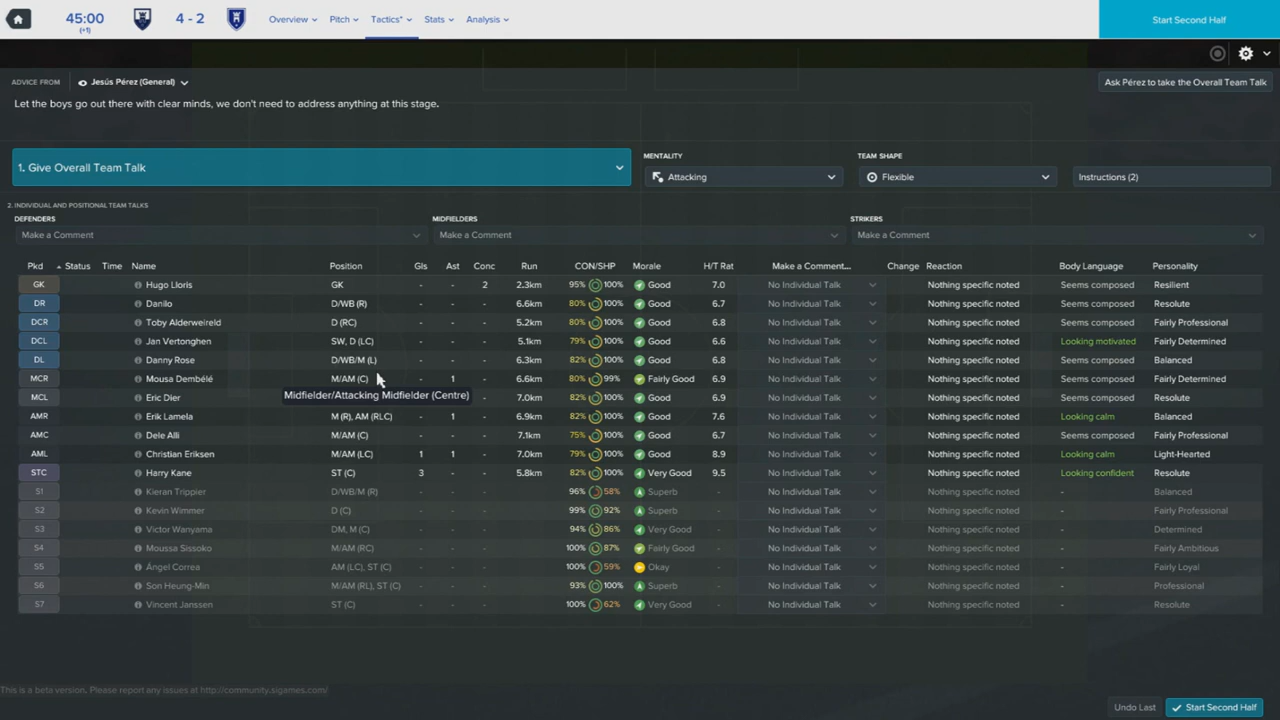 45:00
(+1)
4 - 2
Overview
Pitch
Tactics*
Stats
Analysis
Start Second Half
ADVICE FROM
Jesús Pérez (General)
Ask Pérez to take the Overall Team Talk
Let the boys go out there with clear minds, we don't need to address anything at this stage.
1. Give Overall Team Talk
MENTALITY
Attacking
TEAM SHAPE
Flexible
Instructions (2)
2. INDIVIDUAL AND POSITIONAL TEAM TALKS
DEFENDERS
MIDFIELDERS
STRIKERS
Make a Comment
Make a Comment
Make a Comment
Pkd Status Time Name Position Gls Ast Conc Run CON/SHP Morale H/T Rat Make a Comment... Change Reaction Body Language Personality
GK Hugo Lloris GK - - 2 2.3km 95% 100% Good 7.0 No Individual Talk Nothing specific noted Seems composed Resilient
DR Danilo D/WB (R) - - - 6.6km 80% 100% Good 6.7 No Individual Talk Nothing specific noted Seems composed Resolute
DCR Toby Alderweireld D (RC) - - - 5.2km 80% 100% Good 6.8 No Individual Talk Nothing specific noted Seems composed Fairly Professional
DCL Jan Vertonghen SW, D (LC) - - - 5.1km 79% 100% Good 6.6 No Individual Talk Nothing specific noted Looking motivated Fairly Determined
DL Danny Rose D/WB/M (L) - - - 6.3km 82% 100% Good 6.8 No Individual Talk Nothing specific noted Seems composed Balanced
MCR Mousa Dembélé M/AM (C) - 1 - 6.6km 80% 99% Fairly Good 6.9 No Individual Talk Nothing specific noted Seems composed Fairly Determined
Midfielder/Attacking Midfielder (Centre)
MCL Eric Dier - - 7.0km 82% 100% Good 6.9 No Individual Talk Nothing specific noted Seems composed Fairly Determined
AMR Erik Lamela M (R), AM (RLC) - 1 - 6.9km 82% 100% Good 7.6 No Individual Talk Nothing specific noted Looking calm Balanced
AMC Dele Alli M/AM (C) - - - 7.1km 75% 100% Good 6.7 No Individual Talk Nothing specific noted Seems composed Fairly Professional
AML Christian Eriksen M/AM (LC) 1 1 - 7.0km 79% 100% Good 8.9 No Individual Talk Nothing specific noted Looking calm Light-Hearted
STC Harry Kane ST (C) 3 - - 5.8km 82% 100% Very Good 9.5 No Individual Talk Nothing specific noted Looking confident Resolute
S1 Kieran Trippier D/WB/M (R) - - - 96% 58% Superb - No Individual Talk Nothing specific noted - Balanced
S2 Kevin Wimmer D (C) - - - 99% 92% Superb - No Individual Talk Nothing specific noted - Fairly Professional
S3 Victor Wanyama DM, M (C) - - - 94% 86% Very Good - No Individual Talk Nothing specific noted - Determined
S4 Moussa Sissoko M/AM (RC) - - - 100% 87% Fairly Good - No Individual Talk Nothing specific noted - Fairly Ambitious
S5 Ángel Correa AM (LC), ST (C) - - - 100% 59% Okay - No Individual Talk Nothing specific noted - Fairly Loyal
S6 Son Heung-Min M/AM (RL), ST (C) - - - 93% 100% Superb - No Individual Talk Nothing specific noted - Professional
S7 Vincent Janssen ST (C) - - - 100% 62% Very Good - No Individual Talk Nothing specific noted - Resolute
This is a beta version. Please report any issues at http://community.sigames.com/
Undo Last
Start Second Half